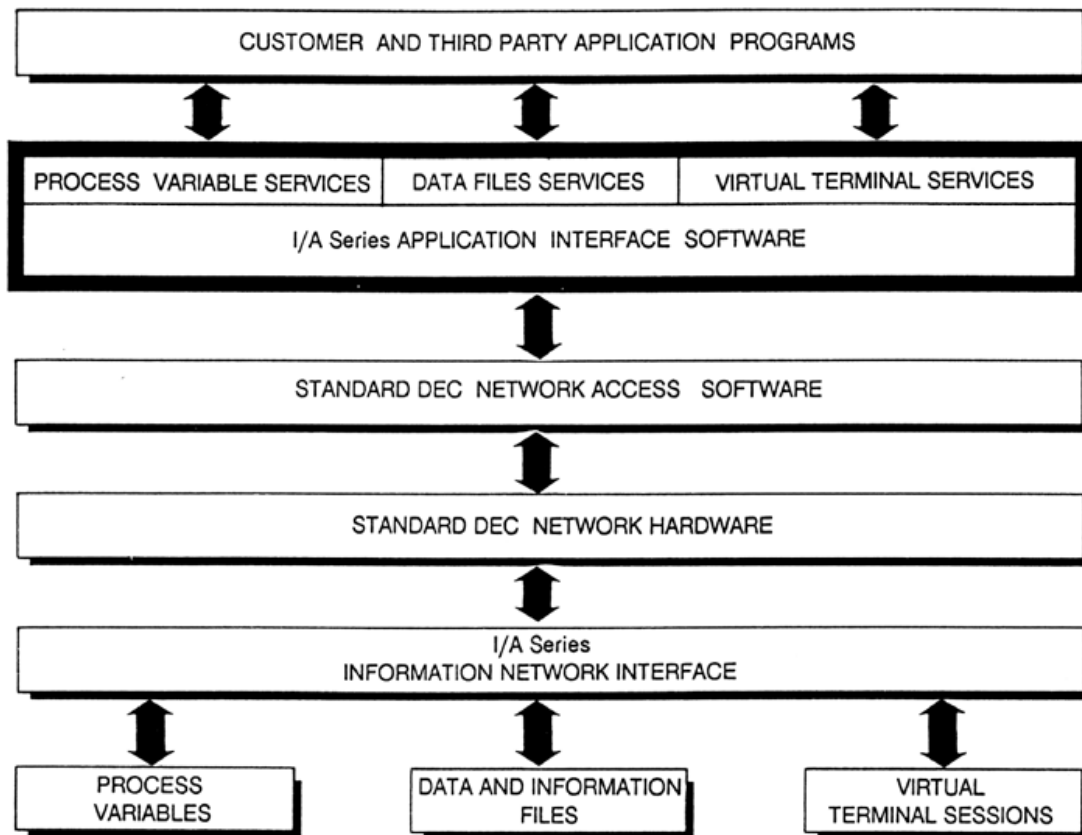 CUSTOMER AND THIRD PARTY APPLICATION PROGRAMS
PROCESS VARIABLE SERVICES
DATA FILES SERVICES
VIRTUAL TERMINAL SERVICES
I/A Series APPLICATION INTERFACE SOFTWARE
STANDARD DEC NETWORK ACCESS SOFTWARE
STANDARD DEC NETWORK HARDWARE
I/A Series
INFORMATION NETWORK INTERFACE
PROCESS
VARIABLES
DATA AND INFORMATION
FILES
VIRTUAL
TERMINAL SESSIONS